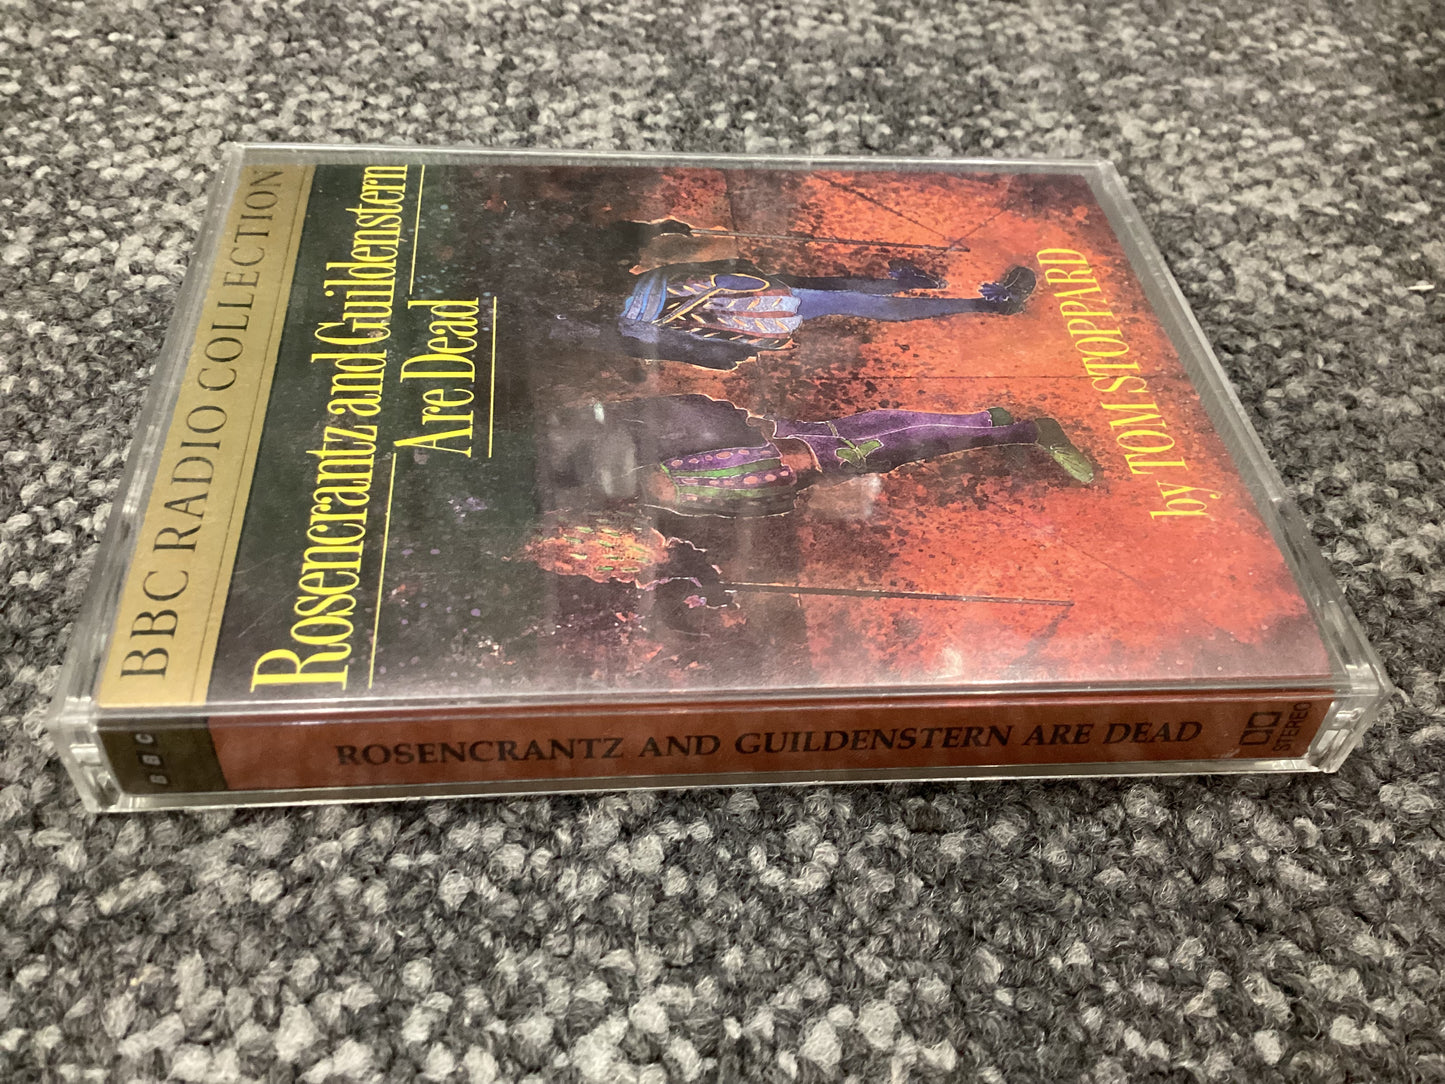 BBC RADIO COLLECTION
Rosencrantz and Guildenstern
Are Dead
by TOM STOPPARD
BBC
ROSENCRANTZ AND GUILDENSTERN ARE DEAD
STEREO